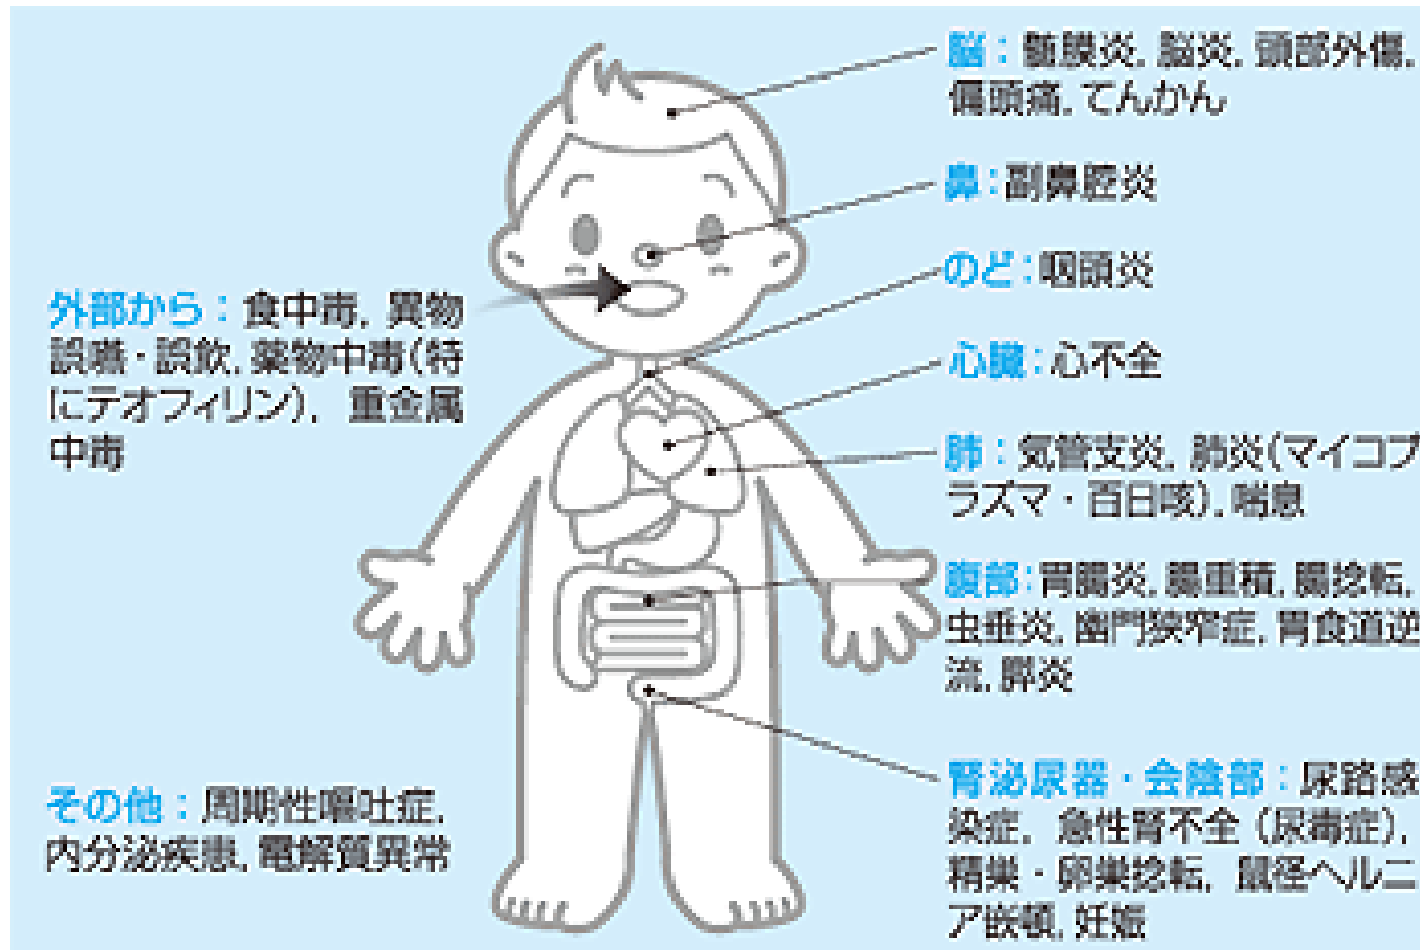 脳：髄膜炎, 脳炎, 頭部外傷,
偏頭痛, てんかん
鼻：副鼻腔炎
のど：咽頭炎
外部から：食中毒, 異物
誤嚥・誤飲, 薬物中毒(特
にテオフィリン), 重金属
中毒
心臓：心不全
肺：気管支炎, 肺炎(マイコプ
ラズマ・百日咳), 喘息
腹部：胃腸炎, 腸重積, 腸捻転,
虫垂炎, 幽門狭窄症, 胃食道逆
流, 膵炎
腎泌尿器・会陰部：尿路感
染症, 急性腎不全 (尿毒症),
精巣・卵巣捻転, 鼠径ヘルニ
ア嵌頓, 妊娠
その他：周期性嘔吐症,
内分泌疾患, 電解質異常